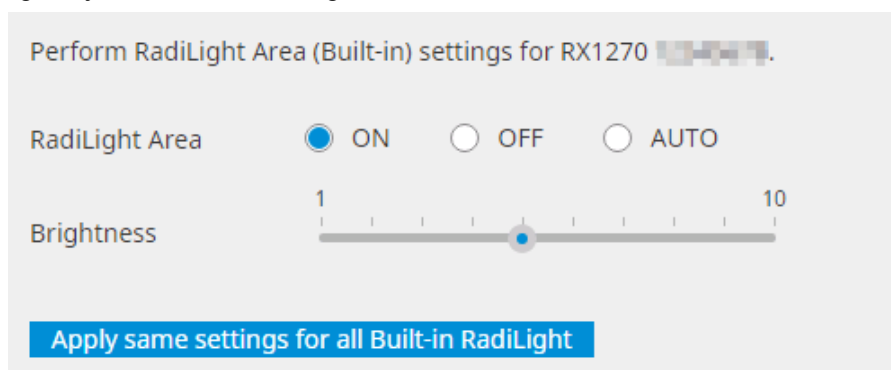 Perform RadiLight Area (Built-in) settings for RX1270 .
RadiLight Area ON OFF AUTO
1 10
Brightness
Apply same settings for all Built-in RadiLight